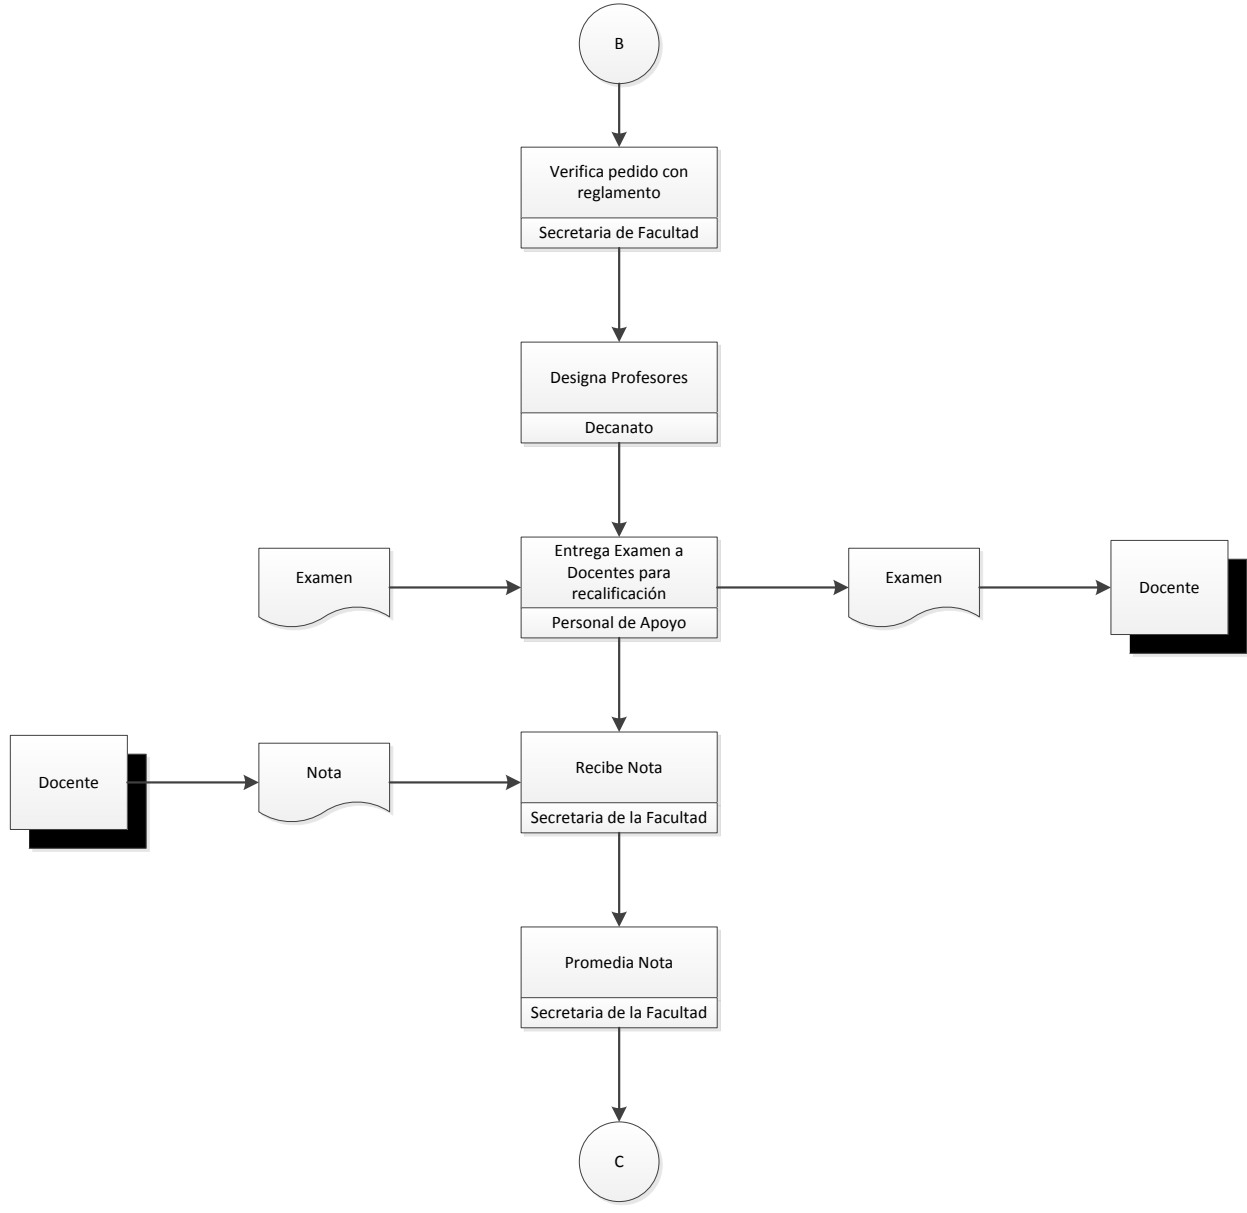 B
Verifica pedido con
reglamento
Secretaria de Facultad
Designa Profesores
Decanato
Examen
Entrega Examen a
Docentes para
recalificación
Personal de Apoyo
Examen
Docente
Docente
Nota
Recibe Nota
Secretaria de la Facultad
Promedia Nota
Secretaria de la Facultad
C